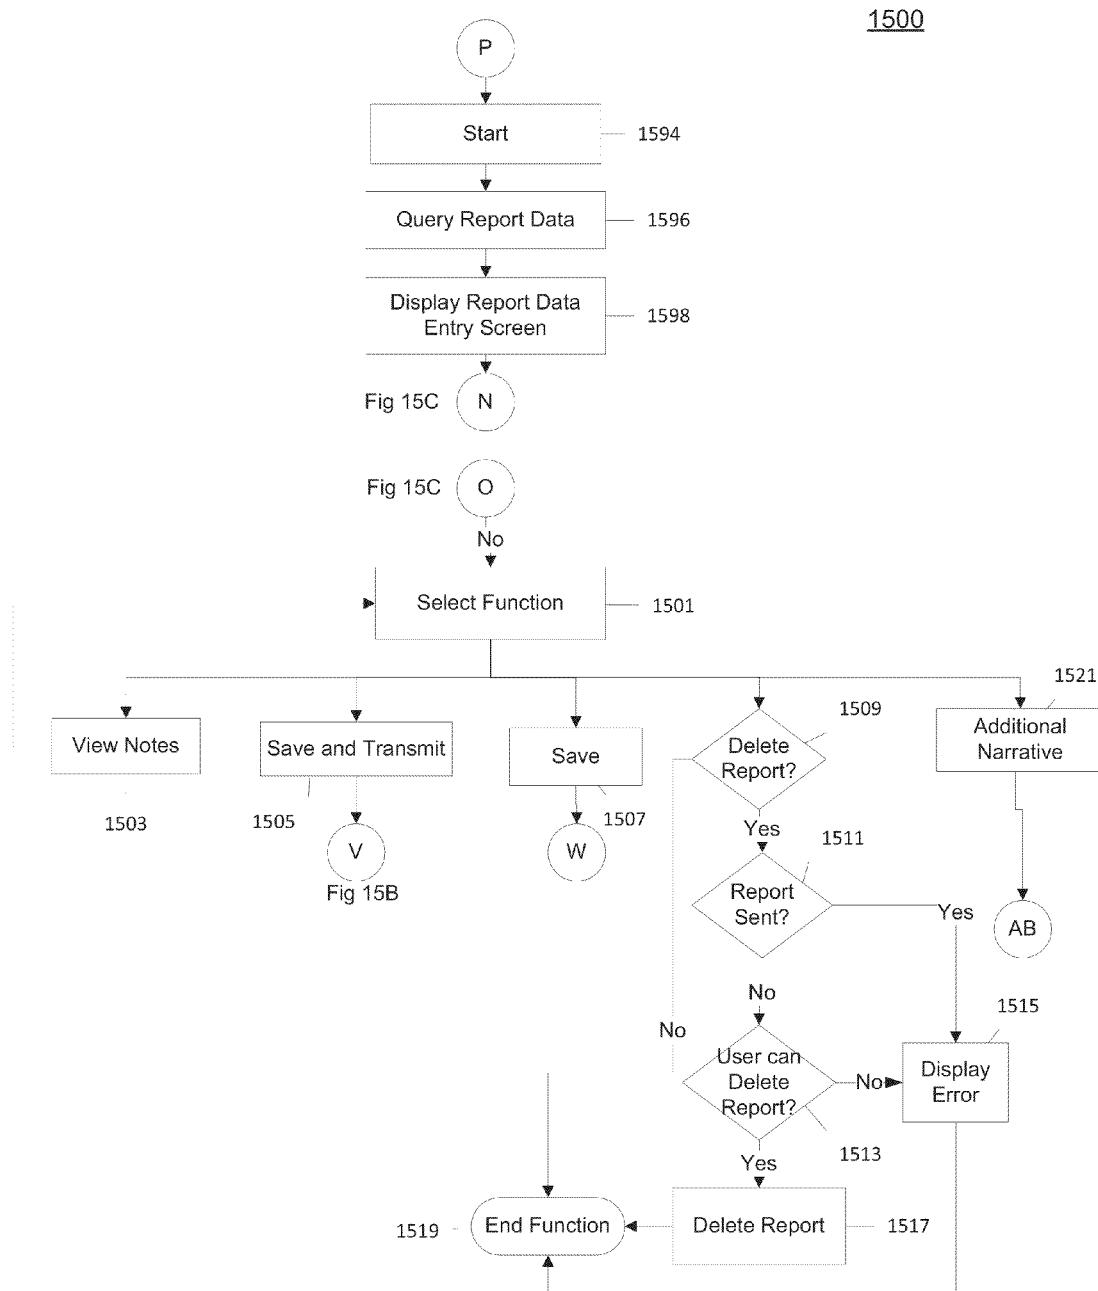 1500
P
Start
1594
Query Report Data
1596
Display Report Data
Entry Screen
1598
Fig 15C
N
Fig 15C
O
No
Select Function
1501
View Notes
1503
Save and Transmit
1505
V
Fig 15B
Save
1507
W
1509
Delete
Report?
Yes
1511
Report
Sent?
Yes
1521
Additional
Narrative
AB
No
No
User can
Delete
Report?
No
1513
1515
Display
Error
Yes
1519
End Function
Delete Report
1517